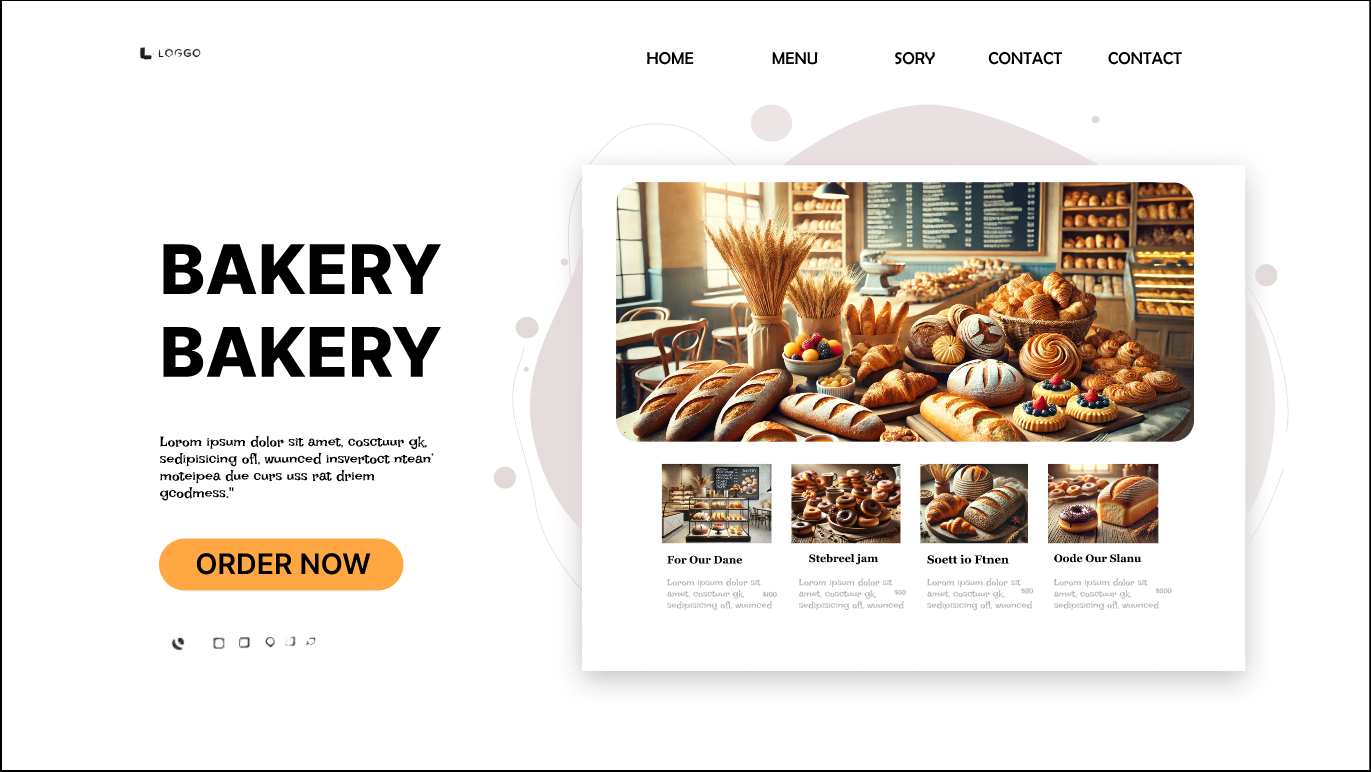 LOGGO
HOME MENU SORY CONTACT CONTACT
BAKERY
BAKERY
Lorem ipsum dolor sit amet, cosctuur gk,
sedipisicing ofl, wuunced insvertoct ntean'
moteipea due curs uss rat driem
gcodmess."
ORDER NOW
For Our Dane
Lorem ipsum dolor sit
amet, cosctuur gk,
sedipisicing ofl, wuunced
$100
Stebreel jam
Lorem ipsum dolor sit
amet, cosctuur gk,
sedipisicing ofl, wuunced
Soett io Ftnen
Lorem ipsum dolor sit
amet, cosctuur gk,
sedipisicing ofl, wuunced
$80
Oode Our Slanu
Lorem ipsum dolor sit
amet, cosctuur gk,
sedipisicing ofl, wuunced